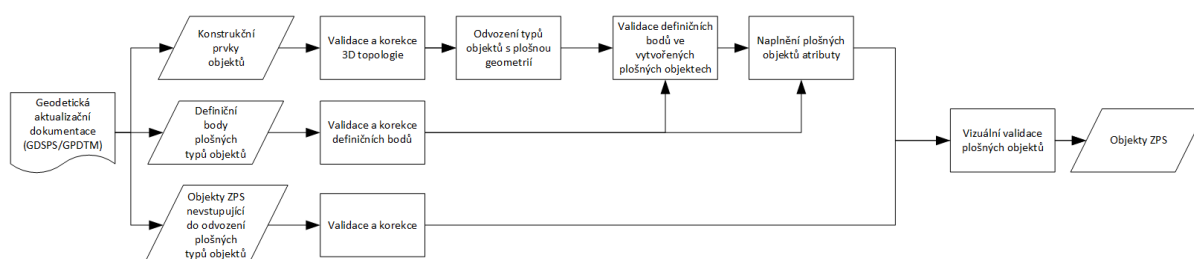 Geodetická
aktualizační
dokumentace
(GDSPS/GPDTM)
Konstrukční
prvky
objektů
Validace a korekce
3D topologie
Odvození typů
objektů s plošnou
geometrií
Validace definičních
bodů ve
vytvořených
plošných objektech
Naplnění plošných
objektů atributy
Definiční
body
plošných
typů objektů
Validace a korekce
definičních bodů
Objekty ZPS
nevstupující
do odvození
plošných
typů objektů
Validace a korekce
Vizuální validace
plošných objektů
Objekty ZPS